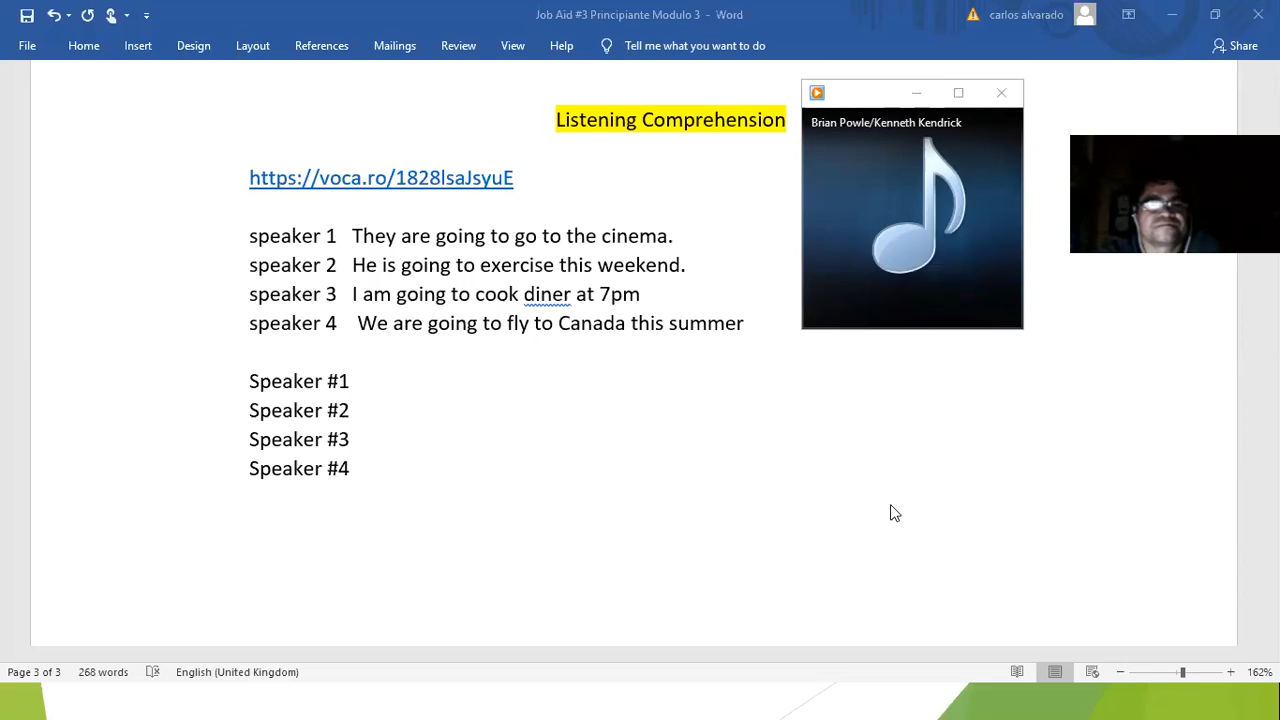 Job Aid #3 Principiante Modulo 3 - Word
carlos alvarado
File Home Insert Design Layout References Mailings Review View Help Tell me what you want to do Share
Listening Comprehension
Brian Powle/Kenneth Kendrick
https://voca.ro/1828lsaJsyuE
speaker 1 They are going to go to the cinema.
speaker 2 He is going to exercise this weekend.
speaker 3 I am going to cook diner at 7pm
speaker 4 We are going to fly to Canada this summer
Speaker #1
Speaker #2
Speaker #3
Speaker #4
Page 3 of 3 268 words English (United Kingdom) 162%